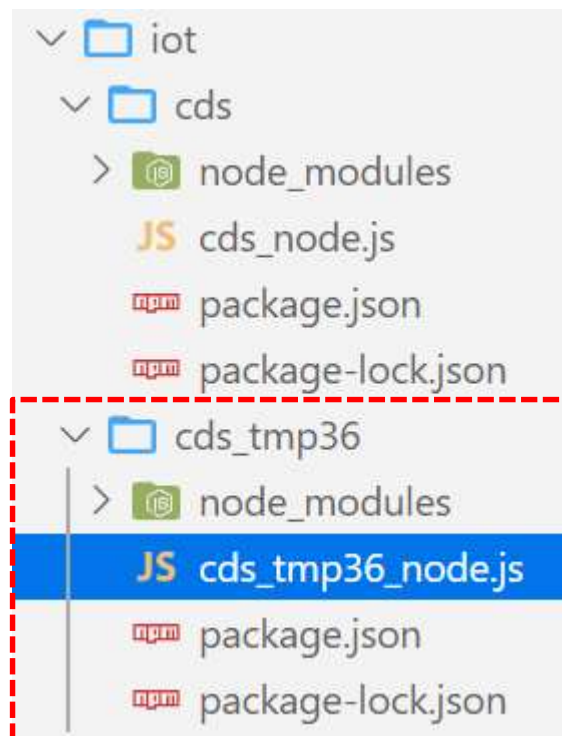 iot
cds
node_modules
JS cds_node.js
npm package.json
npm package-lock.json
cds_tmp36
node_modules
JS cds_tmp36_node.js
npm package.json
npm package-lock.json